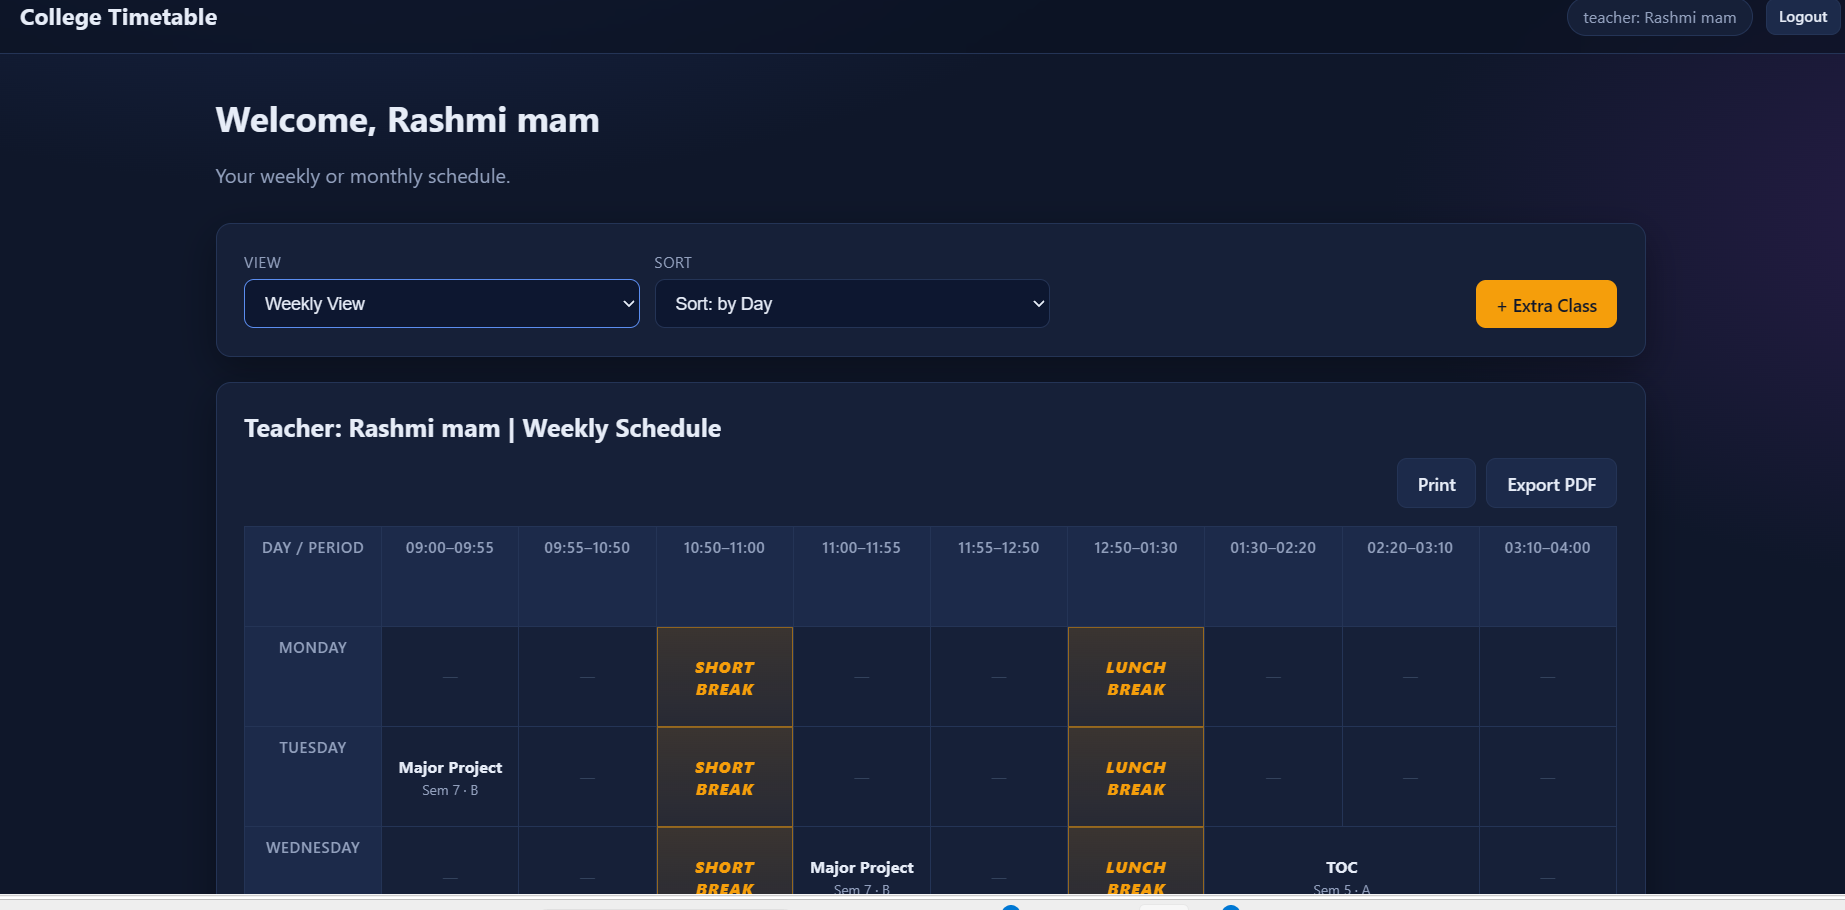 College Timetable
teacher: Rashmi mam
Logout
Welcome, Rashmi mam
Your weekly or monthly schedule.
VIEW
SORT
Weekly View
Sort: by Day
+ Extra Class
Teacher: Rashmi mam | Weekly Schedule
Print
Export PDF
DAY / PERIOD 09:00–09:55 09:55–10:50 10:50–11:00 11:00–11:55 11:55–12:50 12:50–01:30 01:30–02:20 02:20–03:10 03:10–04:00
MONDAY
— — SHORT BREAK — — LUNCH BREAK — — —
TUESDAY
Major Project
Sem 7 · B
— SHORT BREAK — — LUNCH BREAK — — —
WEDNESDAY
— — SHORT BREAK
Major Project
Sem 7 · B
— LUNCH BREAK
TOC
Sem 5 · A
—